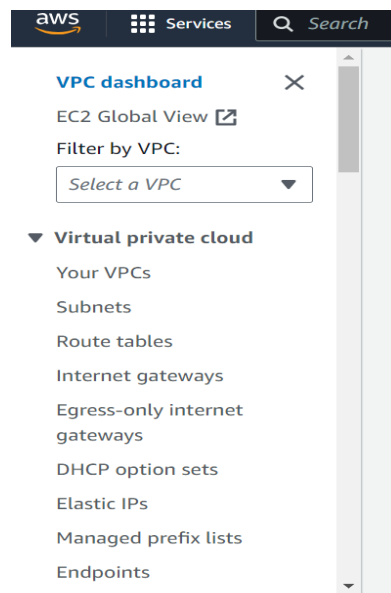 aws Services Search
VPC dashboard
EC2 Global View
Filter by VPC:
Select a VPC
Virtual private cloud
Your VPCs
Subnets
Route tables
Internet gateways
Egress-only internet
gateways
DHCP option sets
Elastic IPs
Managed prefix lists
Endpoints